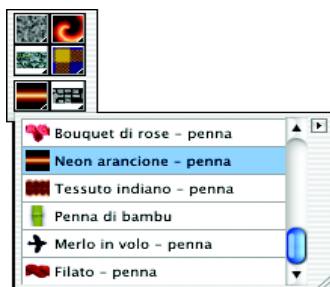 Bouquet di rose - penna
Neon arancione - penna
Tessuto indiano - penna
Penna di bambu
Merlo in volo - penna
Filato - penna